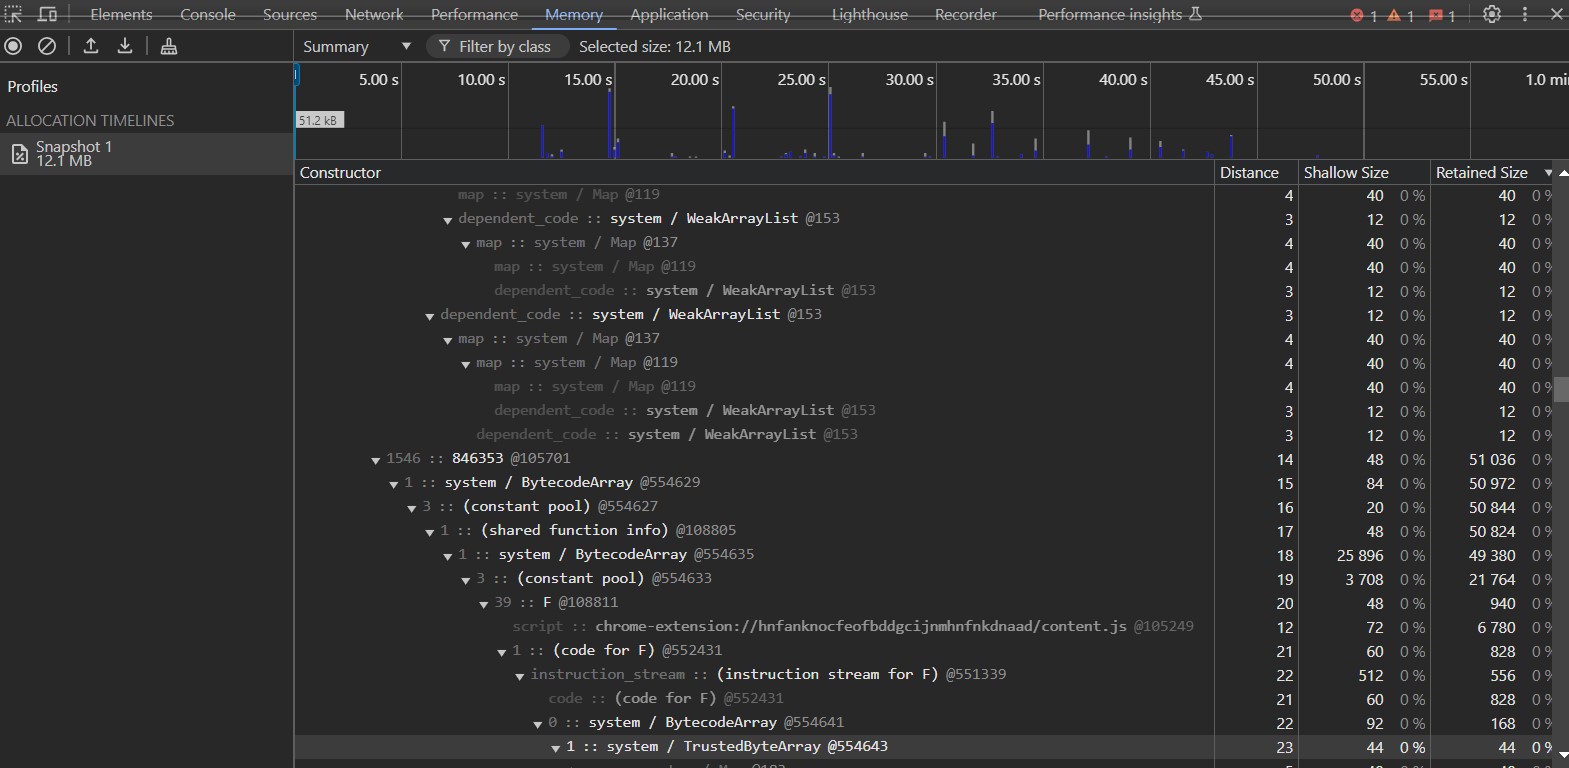 Elements Console Sources Network Performance Memory Application Security Lighthouse Recorder Performance insights 1 1 1
Summary Filter by class Selected size: 12.1 MB
Profiles
ALLOCATION TIMELINES
Snapshot 1
12.1 MB
5.00 s 10.00 s 15.00 s 20.00 s 25.00 s 30.00 s 35.00 s 40.00 s 45.00 s 50.00 s 55.00 s 1.0 mi
51.2 kB
Constructor Distance Shallow Size Retained Size
map :: system / Map @119 4 40 0 % 40 0 %
dependent_code :: system / WeakArrayList @153 3 12 0 % 12 0 %
map :: system / Map @137 4 40 0 % 40 0 %
map :: system / Map @119 4 40 0 % 40 0 %
dependent_code :: system / WeakArrayList @153 3 12 0 % 12 0 %
dependent_code :: system / WeakArrayList @153 3 12 0 % 12 0 %
map :: system / Map @137 4 40 0 % 40 0 %
map :: system / Map @119 4 40 0 % 40 0 %
map :: system / Map @119 4 40 0 % 40 0 %
dependent_code :: system / WeakArrayList @153 3 12 0 % 12 0 %
dependent_code :: system / WeakArrayList @153 3 12 0 % 12 0 %
1546 :: 846353 @105701 14 48 0 % 51 036 0 %
1 :: system / BytecodeArray @554629 15 84 0 % 50 972 0 %
3 :: (constant pool) @554627 16 20 0 % 50 844 0 %
1 :: (shared function info) @108805 17 48 0 % 50 824 0 %
1 :: system / BytecodeArray @554635 18 25 896 0 % 49 380 0 %
3 :: (constant pool) @554633 19 3 708 0 % 21 764 0 %
39 :: F @108811 20 48 0 % 940 0 %
script :: chrome-extension://hnfanknocfeofbddgcijnmhnfnkdnaad/content.js @105249 12 72 0 % 6 780 0 %
1 :: (code for F) @552431 21 60 0 % 828 0 %
instruction_stream :: (instruction stream for F) @551339 22 512 0 % 556 0 %
code :: (code for F) @552431 21 60 0 % 828 0 %
0 :: system / BytecodeArray @554641 22 92 0 % 168 0 %
1 :: system / TrustedByteArray @554643 23 44 0 % 44 0 %